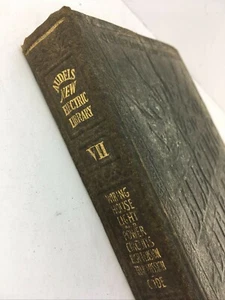 AUDELS
NEW
ELECTRIC
LIBRARY
VII
WIRING
HOUSE
LIGHT
&
POWER
CIRCUITS
CODE